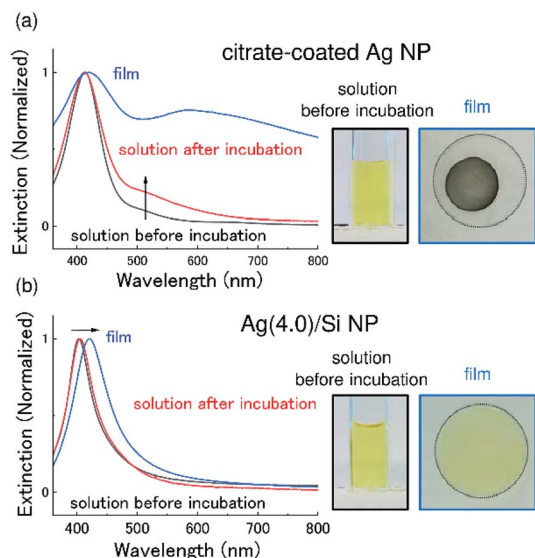 (a)
citrate-coated Ag NP
film
solution after incubation
solution before incubation
Extinction (Normalized)
1
0
400
500
600
700
800
Wavelength (nm)
solution
before incubation
film
(b)
Ag(4.0)/Si NP
film
solution after incubation
solution before incubation
Extinction (Normalized)
1
0
400
500
600
700
800
Wavelength (nm)
solution
before incubation
film